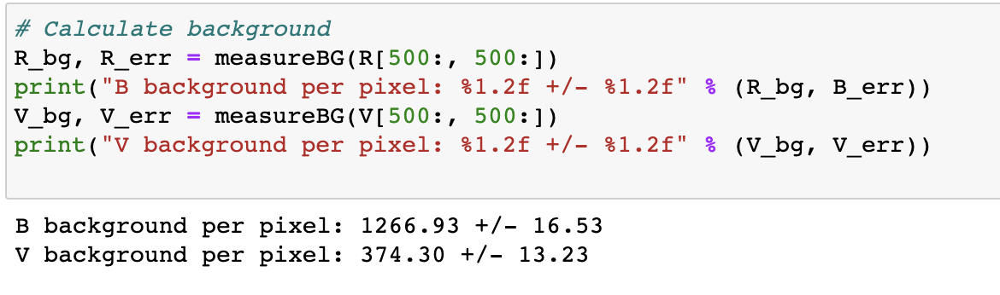 # Calculate background
R_bg, R_err = measureBG(R[500:, 500:])
print("B background per pixel: %1.2f +/- %1.2f" % (R_bg, B_err))
V_bg, V_err = measureBG(V[500:, 500:])
print("V background per pixel: %1.2f +/- %1.2f" % (V_bg, V_err))
B background per pixel: 1266.93 +/- 16.53
V background per pixel: 374.30 +/- 13.23